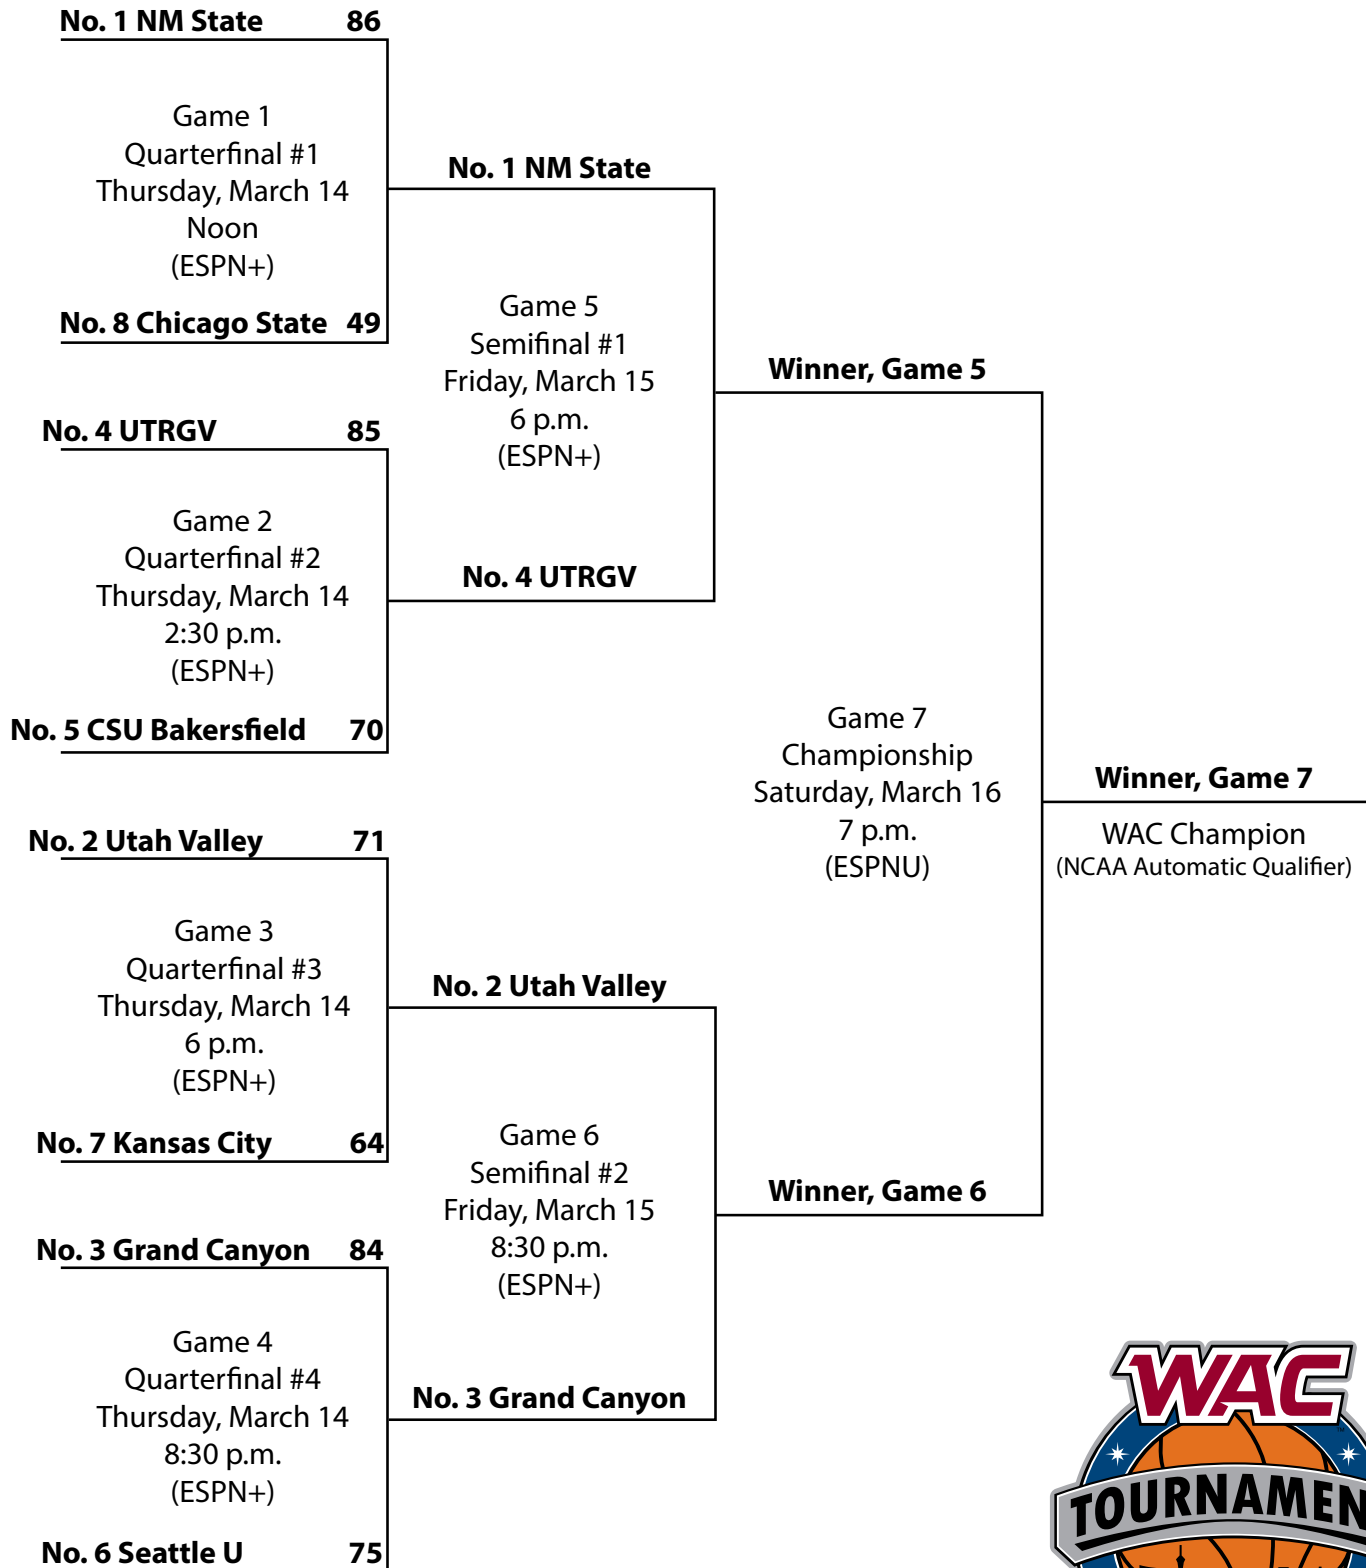 No. 1 NM State 86
Game 1
Quarterfinal #1
Thursday, March 14
Noon
(ESPN+)
No. 8 Chicago State 49
No. 4 UTRGV 85
Game 2
Quarterfinal #2
Thursday, March 14
2:30 p.m.
(ESPN+)
No. 5 CSU Bakersfield 70
No. 2 Utah Valley 71
Game 3
Quarterfinal #3
Thursday, March 14
6 p.m.
(ESPN+)
No. 7 Kansas City 64
No. 3 Grand Canyon 84
Game 4
Quarterfinal #4
Thursday, March 14
8:30 p.m.
(ESPN+)
No. 6 Seattle U 75
No. 1 NM State
Game 5
Semifinal #1
Friday, March 15
6 p.m.
(ESPN+)
No. 4 UTRGV
No. 2 Utah Valley
Game 6
Semifinal #2
Friday, March 15
8:30 p.m.
(ESPN+)
No. 3 Grand Canyon
Winner, Game 5
Game 7
Championship
Saturday, March 16
7 p.m.
(ESPNU)
Winner, Game 6
Winner, Game 7
WAC Champion
(NCAA Automatic Qualifier)
WAC
TOURNAMEN